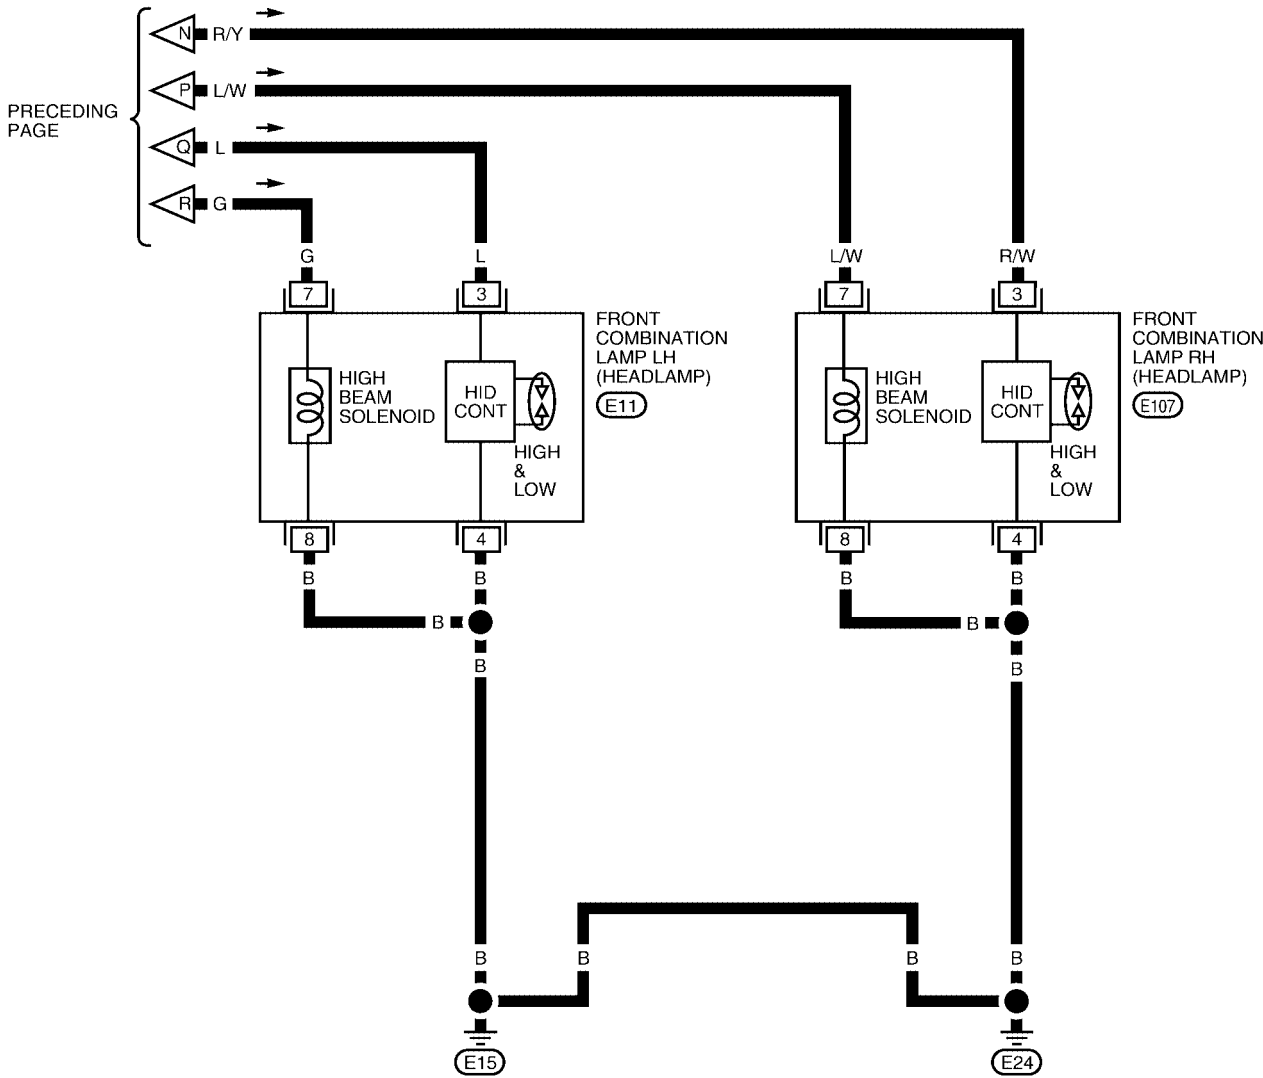 PRECEDING
PAGE
N R/Y
P L/W
Q L
R G
G
L
L/W
R/W
7
3
7
3
FRONT
COMBINATION
LAMP LH
(HEADLAMP)
E11
HIGH
BEAM
SOLENOID
HID
CONT
HIGH
&
LOW
FRONT
COMBINATION
LAMP RH
(HEADLAMP)
E107
HIGH
BEAM
SOLENOID
HID
CONT
HIGH
&
LOW
8
4
8
4
B
B
B
B
B
B
B
B
B
B
B
B
E15
E24